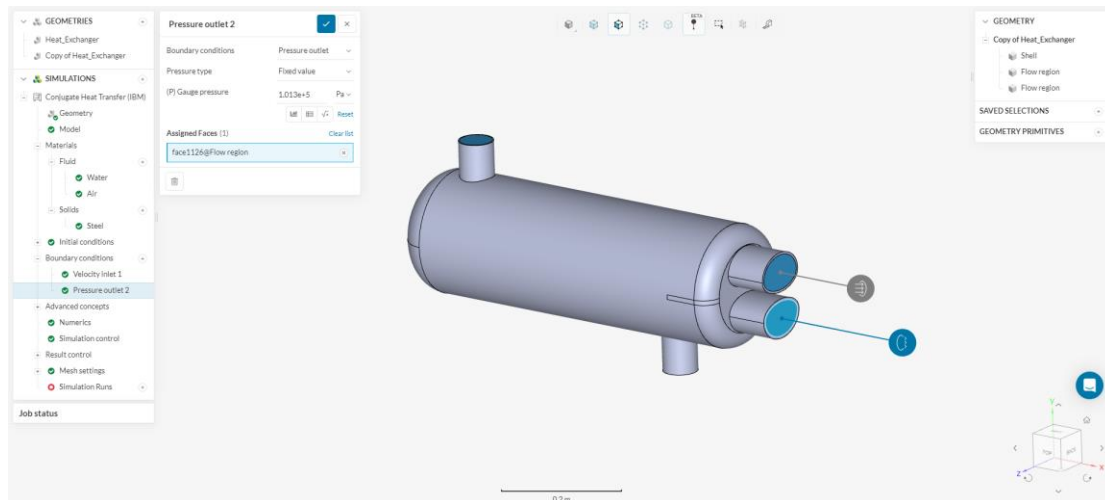 GEOMETRIES
Heat_Exchanger
Copy of Heat_Exchanger
SIMULATIONS
Conjugate Heat Transfer (IBM)
Geometry
Model
Materials
Fluid
Water
Air
Solids
Steel
Initial conditions
Boundary conditions
Velocity inlet 1
Pressure outlet 2
Advanced concepts
Numerics
Simulation control
Result control
Mesh settings
Simulation Runs
Job status
Pressure outlet 2
Boundary conditions Pressure outlet
Pressure type Fixed value
(P) Gauge pressure 1.013e+5 Pa
Reset
Assigned Faces (1) Clear list
face1126@Flow region
BETA
GEOMETRY
Copy of Heat_Exchanger
Shell
Flow region
Flow region
SAVED SELECTIONS
GEOMETRY PRIMITIVES
0.2 m
Y
TOP
X
Z